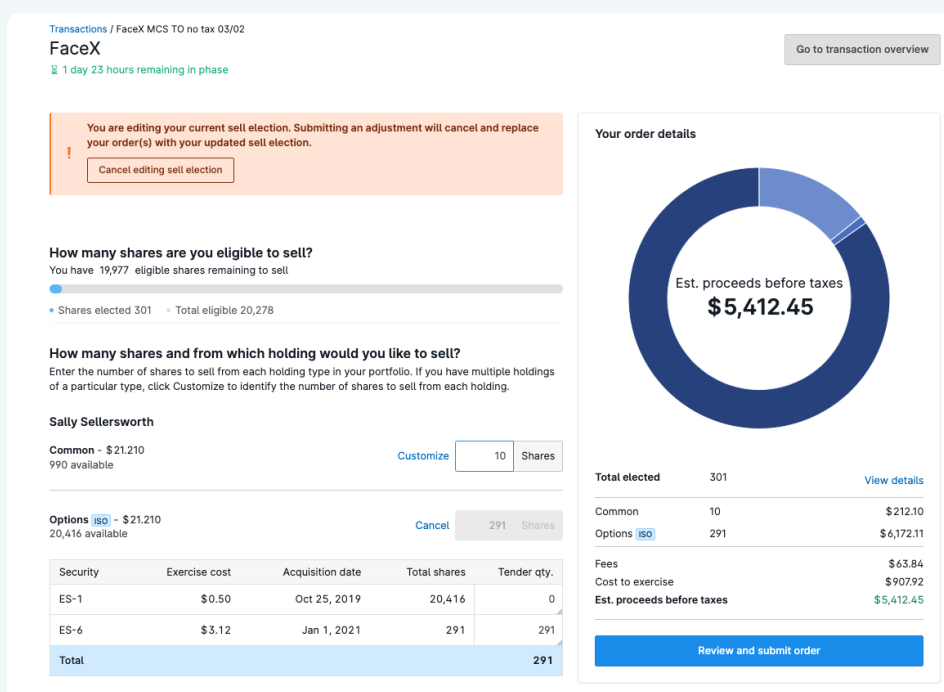 Transactions / FaceX MCS TO no tax 03/02
FaceX
1 day 23 hours remaining in phase
Go to transaction overview
You are editing your current sell election. Submitting an adjustment will cancel and replace
your order(s) with your updated sell election.
!
Cancel editing sell election
How many shares are you eligible to sell?
You have 19,977 eligible shares remaining to sell
Shares elected 301 Total eligible 20,278
How many shares and from which holding would you like to sell?
Enter the number of shares to sell from each holding type in your portfolio. If you have multiple holdings
of a particular type, click Customize to identify the number of shares to sell from each holding.
Sally Sellersworth
Common - $21.210
990 available
Customize 10 Shares
Options ISO - $21.210
20,416 available
Cancel 291 Shares
Security Exercise cost Acquisition date Total shares Tender qty.
ES-1 $0.50 Oct 25, 2019 20,416 0
ES-6 $3.12 Jan 1, 2021 291 291
Total 291
Your order details
Est. proceeds before taxes
$5,412.45
Total elected 301 View details
Common 10 $212.10
Options ISO 291 $6,172.11
Fees $63.84
Cost to exercise $907.92
Est. proceeds before taxes $5,412.45
Review and submit order